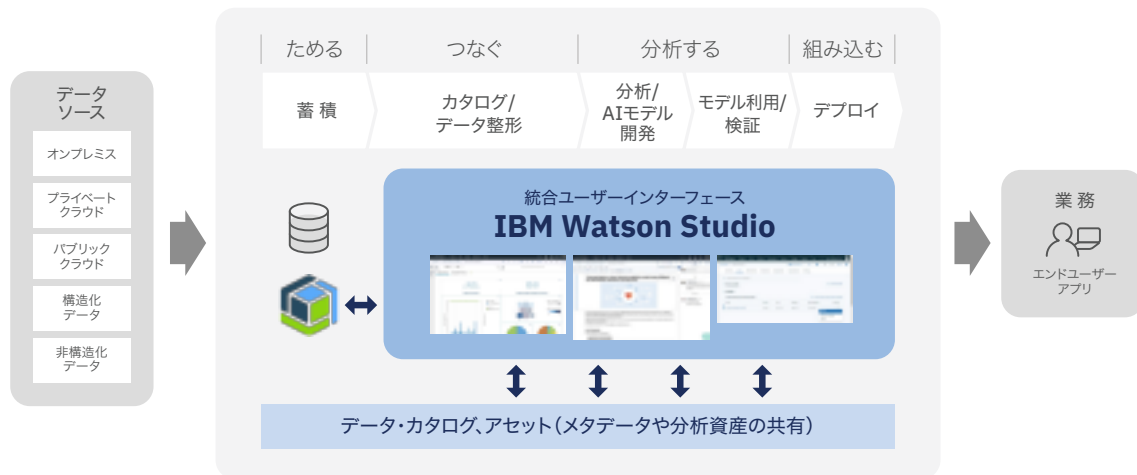 ためる
つなぐ
分析する
組み込む
蓄 積
カタログ/
データ整形
分析/
AIモデル
開発
モデル利用/
検証
デプロイ
データ
ソース
オンプレミス
プライベート
クラウド
パブリック
クラウド
構造化
データ
非構造化
データ
統合ユーザーインターフェース
IBM Watson Studio
データ・カタログ、アセット（メタデータや分析資産の共有）
業 務
エンドユーザー
アプリ